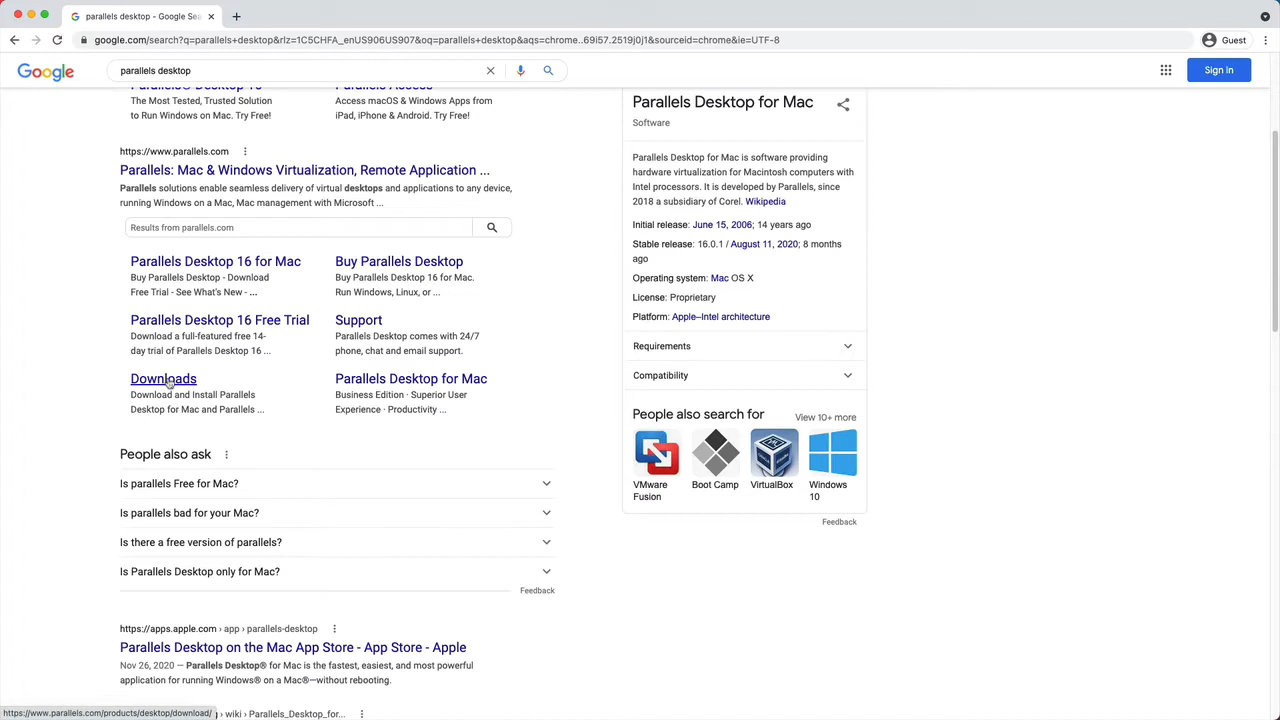 parallels desktop - Google Sea
google.com/search?q=parallels+desktop&rlz=1C5CHFA_enUS906US907&oq=parallels+desktop&aqs=chrome..69i57.2519j0j1&sourceid=chrome&ie=UTF-8
Guest
Google
parallels desktop
Sign in
The Most Tested, Trusted Solution
to Run Windows on Mac. Try Free!
Parallels Access
Access macOS & Windows Apps from
iPad, iPhone & Android. Try Free!
https://www.parallels.com
Parallels: Mac & Windows Virtualization, Remote Application ...
Parallels solutions enable seamless delivery of virtual desktops and applications to any device,
running Windows on a Mac, Mac management with Microsoft ...
Results from parallels.com
Parallels Desktop 16 for Mac
Buy Parallels Desktop - Download
Free Trial - See What's New - ...
Buy Parallels Desktop
Buy Parallels Desktop 16 for Mac.
Run Windows, Linux, or ...
Parallels Desktop 16 Free Trial
Download a full-featured free 14-
day trial of Parallels Desktop 16 ...
Support
Parallels Desktop comes with 24/7
phone, chat and email support.
Downloads
Download and Install Parallels
Desktop for Mac and Parallels ...
Parallels Desktop for Mac
Business Edition · Superior User
Experience · Productivity ...
People also ask
Is parallels Free for Mac?
Is parallels bad for your Mac?
Is there a free version of parallels?
Is Parallels Desktop only for Mac?
Feedback
https://apps.apple.com › app › parallels-desktop
Parallels Desktop on the Mac App Store - App Store - Apple
Nov 26, 2020 — Parallels Desktop® for Mac is the fastest, easiest, and most powerful
application for running Windows® on a Mac®—without rebooting.
› wiki › Parallels_Desktop_for...
https://www.parallels.com/products/desktop/download/
Parallels Desktop for Mac
Software
Parallels Desktop for Mac is software providing
hardware virtualization for Macintosh computers with
Intel processors. It is developed by Parallels, since
2018 a subsidiary of Corel. Wikipedia
Initial release: June 15, 2006; 14 years ago
Stable release: 16.0.1 / August 11, 2020; 8 months
ago
Operating system: Mac OS X
License: Proprietary
Platform: Apple–Intel architecture
Requirements
Compatibility
People also search for
View 10+ more
VMware
Fusion
Boot Camp
VirtualBox
Windows
10
Feedback